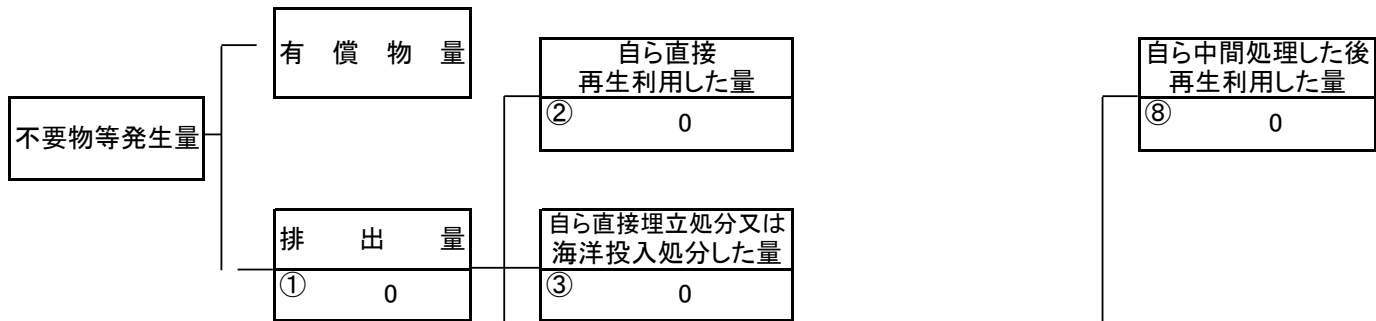 有償物量
自ら直接
再生利用した量
② 0
自ら中間処理した後
再生利用した量
⑧ 0
不要物等発生量
排出量
① 0
自ら直接埋立処分又は
海洋投入処分した量
③ 0